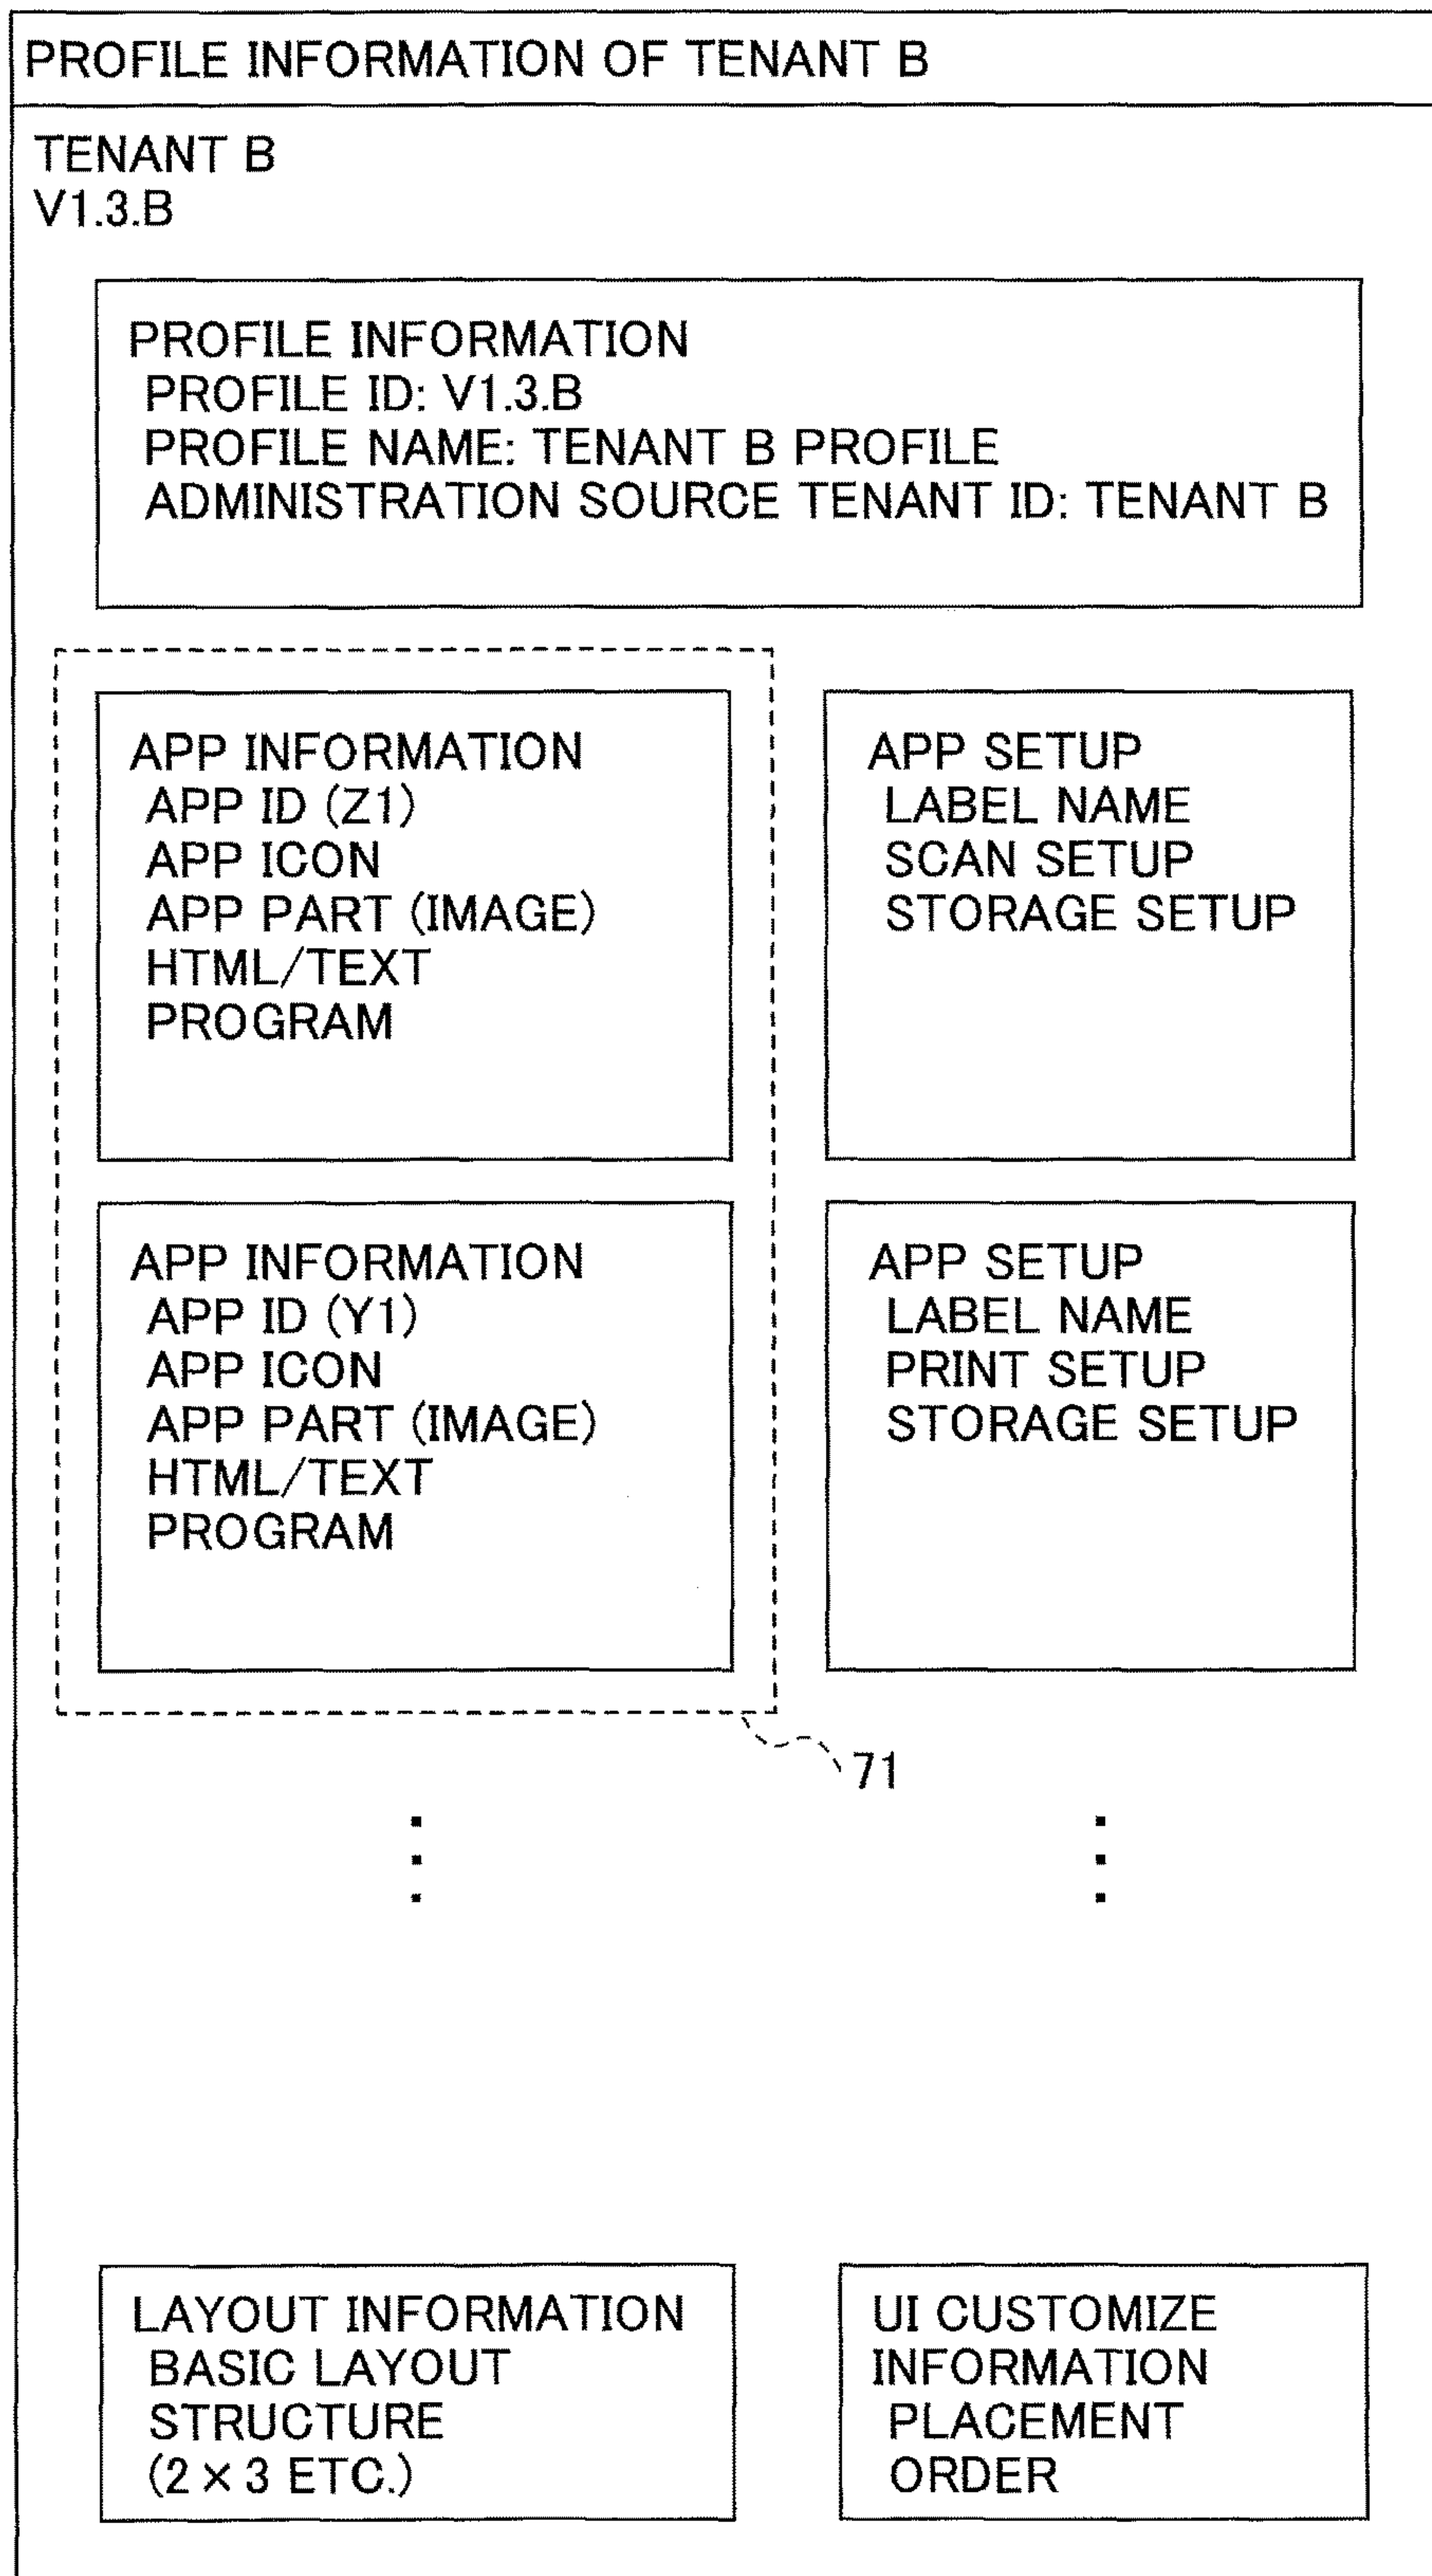 PROFILE INFORMATION OF TENANT B
TENANT B
V1.3.B
PROFILE INFORMATION
PROFILE ID: V1.3.B
PROFILE NAME: TENANT B PROFILE
ADMINISTRATION SOURCE TENANT ID: TENANT B
APP INFORMATION
APP ID (Z1)
APP ICON
APP PART (IMAGE)
HTML/TEXT
PROGRAM
APP SETUP
LABEL NAME
SCAN SETUP
STORAGE SETUP
APP INFORMATION
APP ID (Y1)
APP ICON
APP PART (IMAGE)
HTML/TEXT
PROGRAM
APP SETUP
LABEL NAME
PRINT SETUP
STORAGE SETUP
71
LAYOUT INFORMATION
BASIC LAYOUT
STRUCTURE
(2 × 3 ETC.)
UI CUSTOMIZE
INFORMATION
PLACEMENT
ORDER